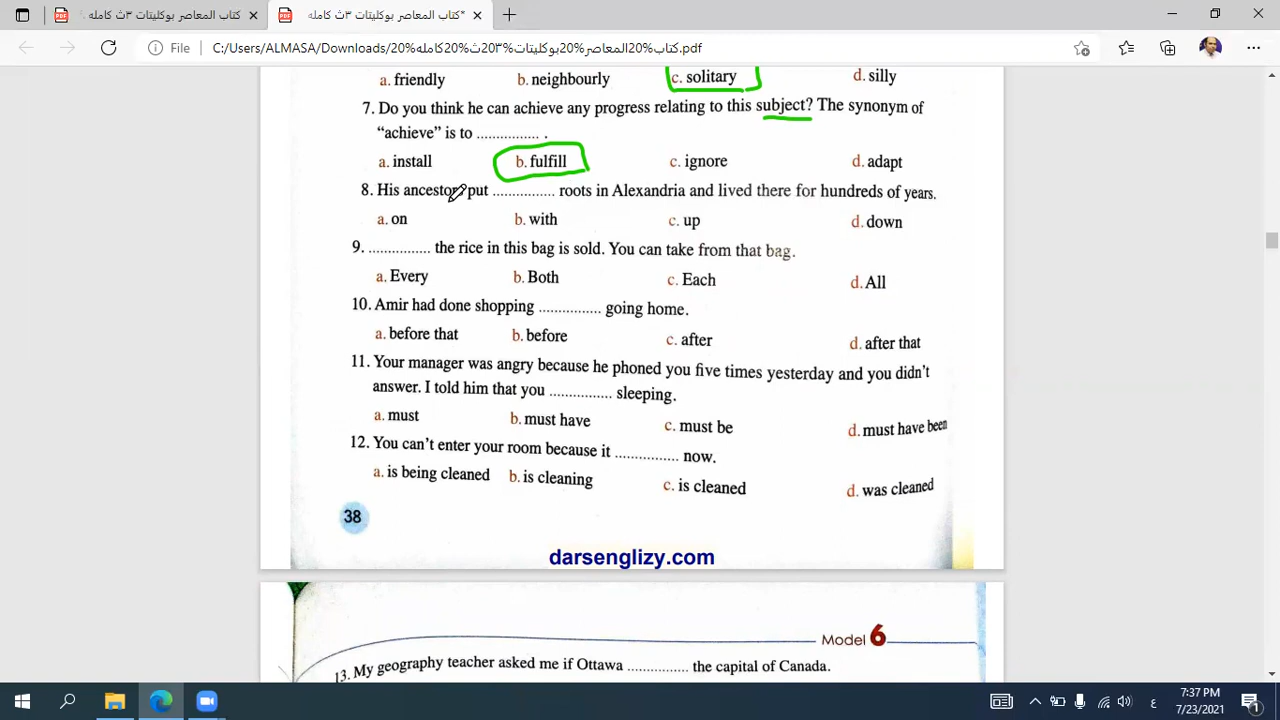 كتاب المعاصر بوكليتات ٣ث كامله
كتاب المعاصر بوكليتات ٣ث كامله*
File
C:/Users/ALMASA/Downloads/20%كتاب20%المعاصر20%بوكليتات20%٣ث20%كامله.pdf
a. friendly b. neighbourly c. solitary d. silly
7. Do you think he can achieve any progress relating to this subject? The synonym of
"achieve" is to ................ .
a. install b. fulfill c. ignore d. adapt
8. His ancestors put ................ roots in Alexandria and lived there for hundreds of years.
a. on b. with c. up d. down
9. ................ the rice in this bag is sold. You can take from that bag.
a. Every b. Both c. Each d. All
10. Amir had done shopping ................ going home.
a. before that b. before c. after d. after that
11. Your manager was angry because he phoned you five times yesterday and you didn't
answer. I told him that you ................ sleeping.
a. must b. must have c. must be d. must have been
12. You can't enter your room because it ................ now.
a. is being cleaned b. is cleaning c. is cleaned d. was cleaned
38
darsenglizy.com
Model 6
13. My geography teacher asked me if Ottawa ................ the capital of Canada.
ع
7:37 PM
7/23/2021